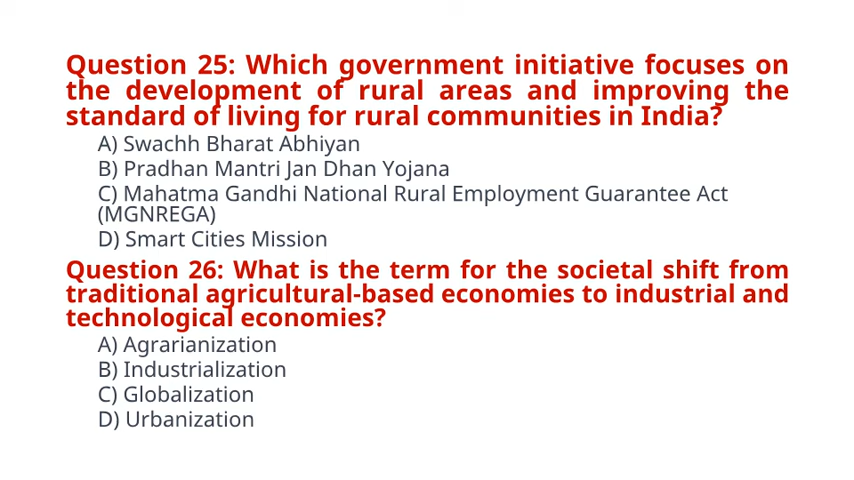 Question 25: Which government initiative focuses on
the development of rural areas and improving the
standard of living for rural communities in India?
A) Swachh Bharat Abhiyan
B) Pradhan Mantri Jan Dhan Yojana
C) Mahatma Gandhi National Rural Employment Guarantee Act
(MGNREGA)
D) Smart Cities Mission
Question 26: What is the term for the societal shift from
traditional agricultural-based economies to industrial and
technological economies?
A) Agrarianization
B) Industrialization
C) Globalization
D) Urbanization